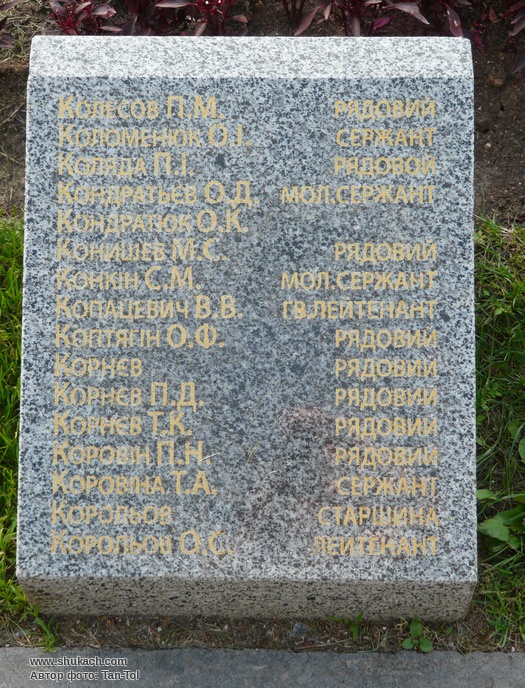 Колесов П.М. рядовий
Коломенюк О.І. сержант
Коляда П.І. рядовой
Кондратьєв О.Д. мол.сержант
Кондратюк О.К.
Конишев М.С. рядовий
Конкін С.М. мол.сержант
Копацевич В.В. гв.лейтенант
Коптягін О.Ф. рядовий
Корнєв рядовий
Корнєв П.Д. рядовий
Корнєв Т.К. рядовий
Коровін П.Н. рядовий
Коровіна Т.А. сержант
Корольов старшина
Корольов О.С. лейтенант
www.shukach.com
Автор фото: Tan-Tol